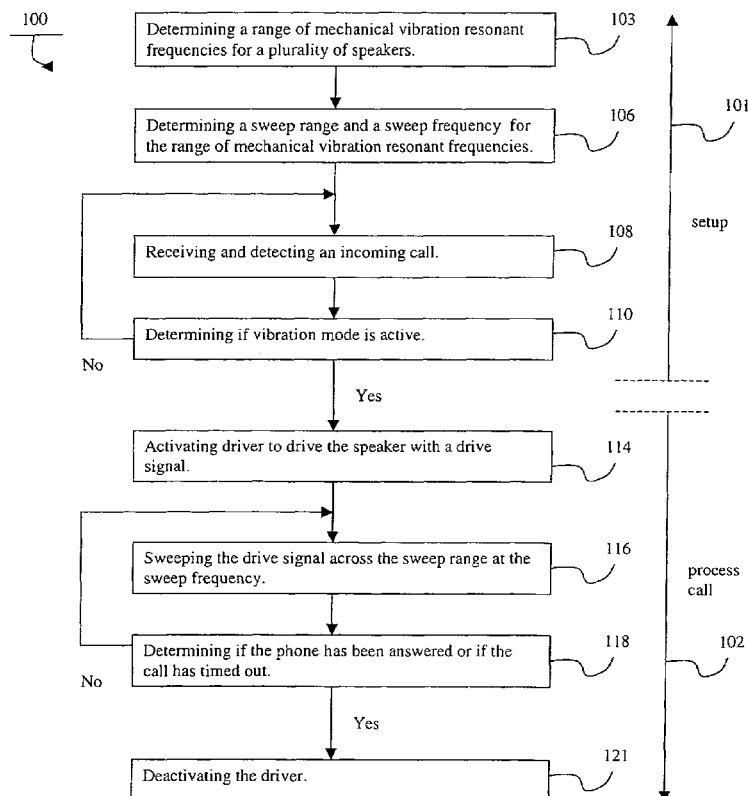 100
Determining a range of mechanical vibration resonant
frequencies for a plurality of speakers.
103
101
Determining a sweep range and a sweep frequency for
the range of mechanical vibration resonant frequencies.
106
setup
Receiving and detecting an incoming call.
108
Determining if vibration mode is active.
110
No
Yes
Activating driver to drive the speaker with a drive
signal.
114
Sweeping the drive signal across the sweep range at the
sweep frequency.
116
process
call
Determining if the phone has been answered or if the
call has timed out.
118
102
No
Yes
Deactivating the driver.
121